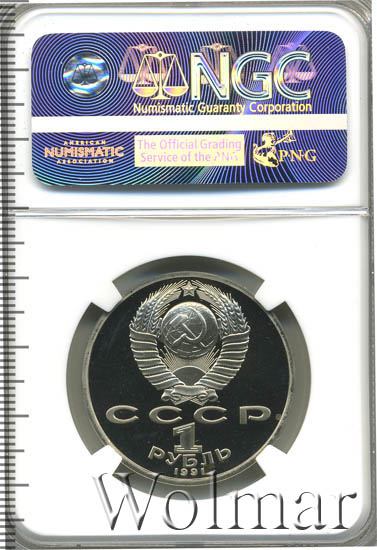 NGC
Numismatic Guaranty Corporation
AMERICAN
NUMISMATIC
ASSOCIATION
The Official Grading
Service of the PNG
PNG
СССР
1
РУБЛЬ
1991
Wolmar